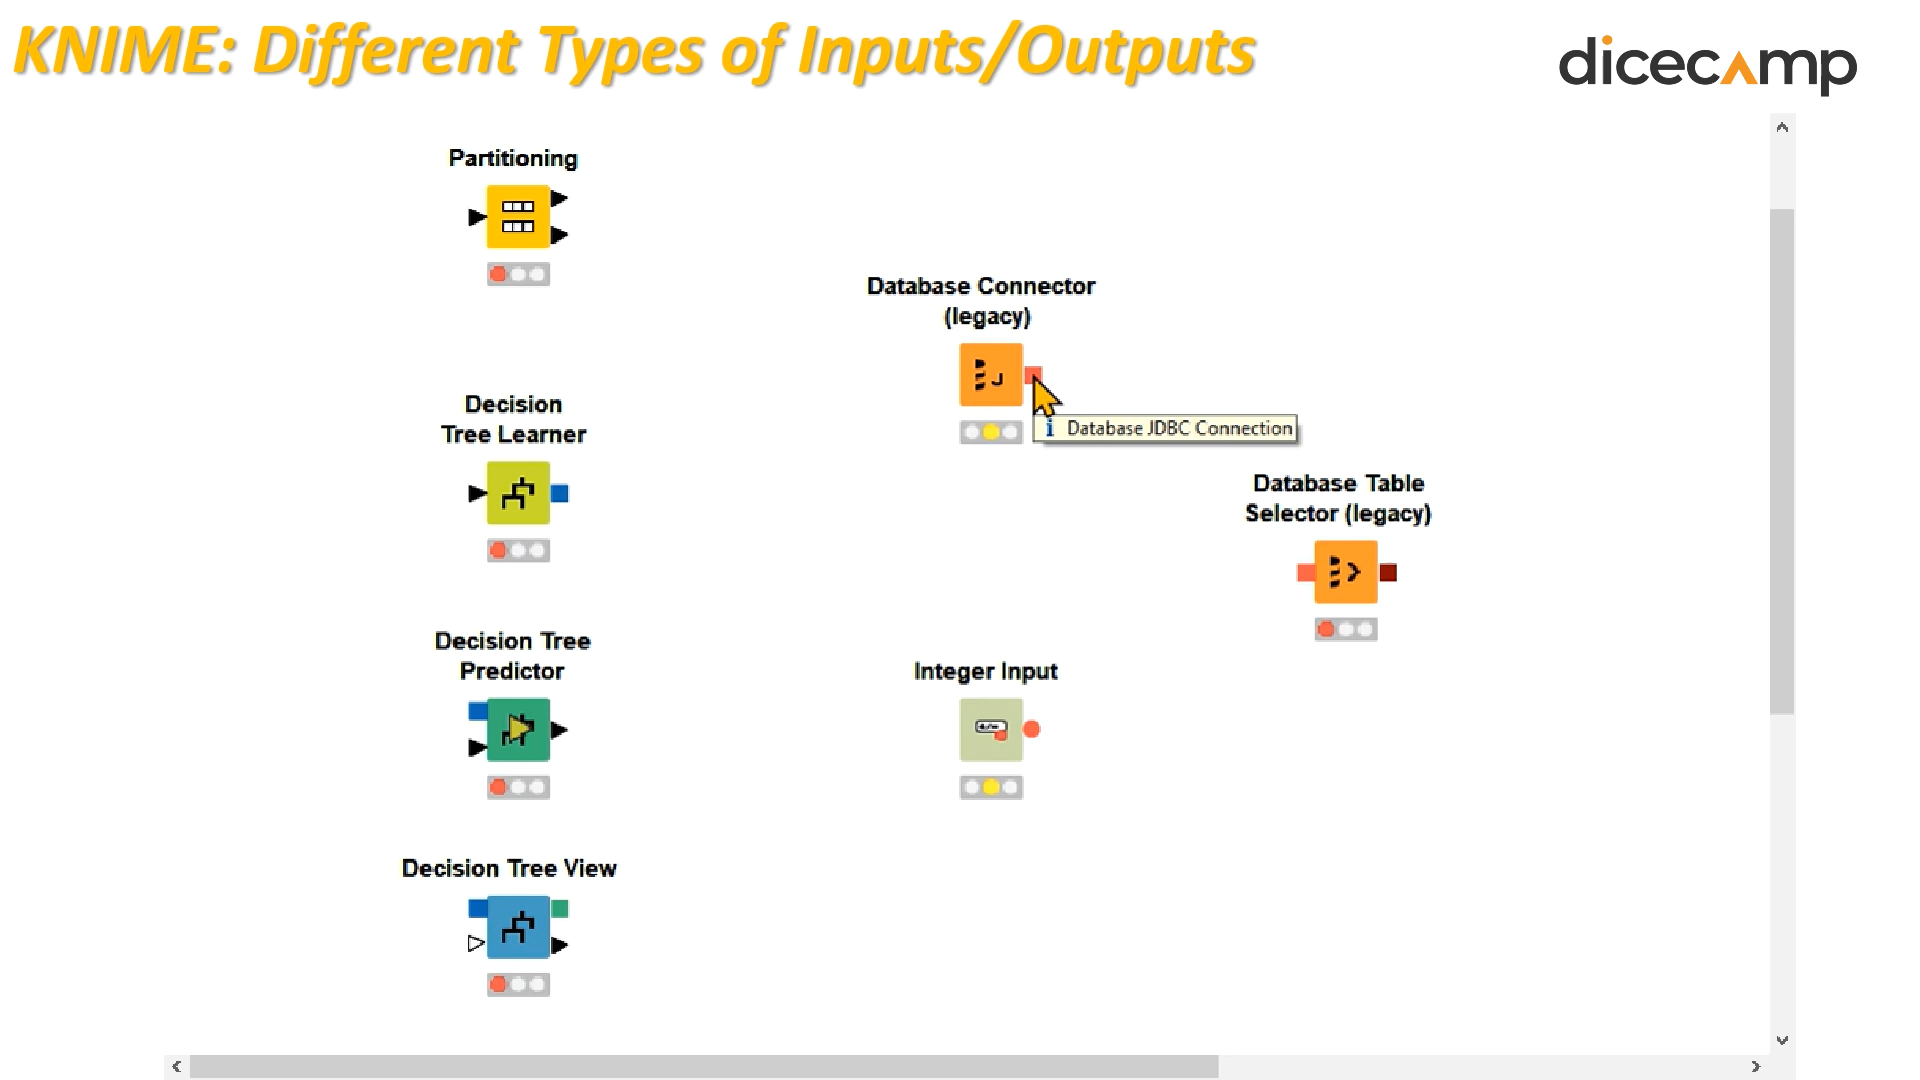 KNIME: Different Types of Inputs/Outputs
dicecamp
Partitioning
Database Connector
(legacy)
Database JDBC Connection
Decision
Tree Learner
Database Table
Selector (legacy)
Decision Tree
Predictor
Integer Input
Decision Tree View